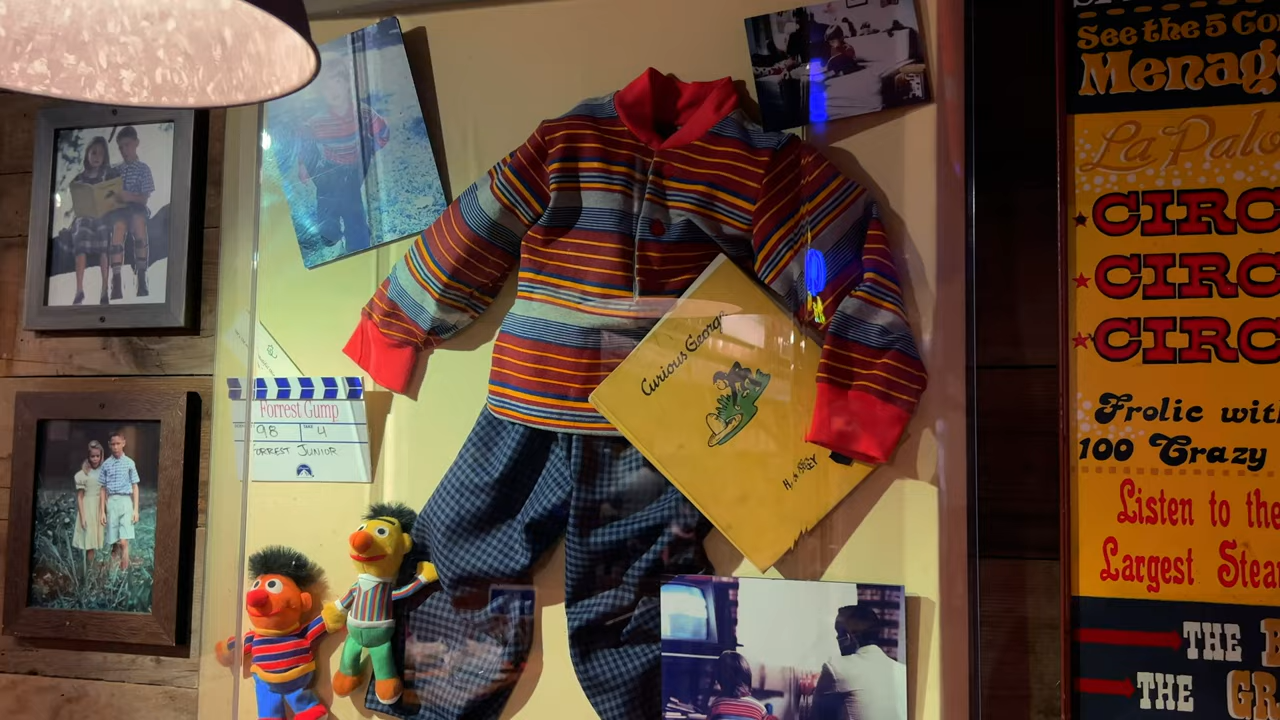 Forrest Gump
98
TAKE 4
FORREST JUNIOR
Curious George
H. A. REY
See the 5
Menag
La Palo
CIRC
CIRC
CIRC
Frolic with
100 Crazy
Listen to the
Largest Stea
THE
THE GR